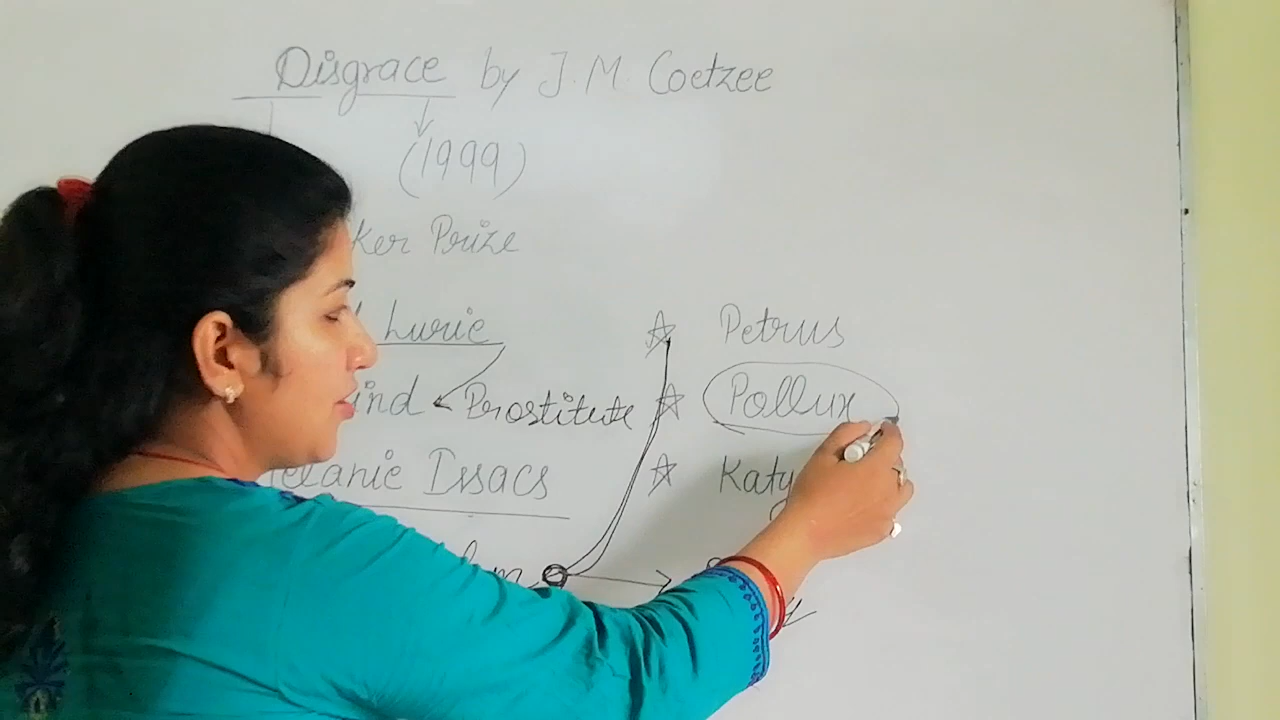 Disgrace by J. M. Coetzee
(1999)
ker Prize
Lurie
ind ← Prostitute
elanie Issacs
☆ Petrus
☆ Pollux
☆ Katy